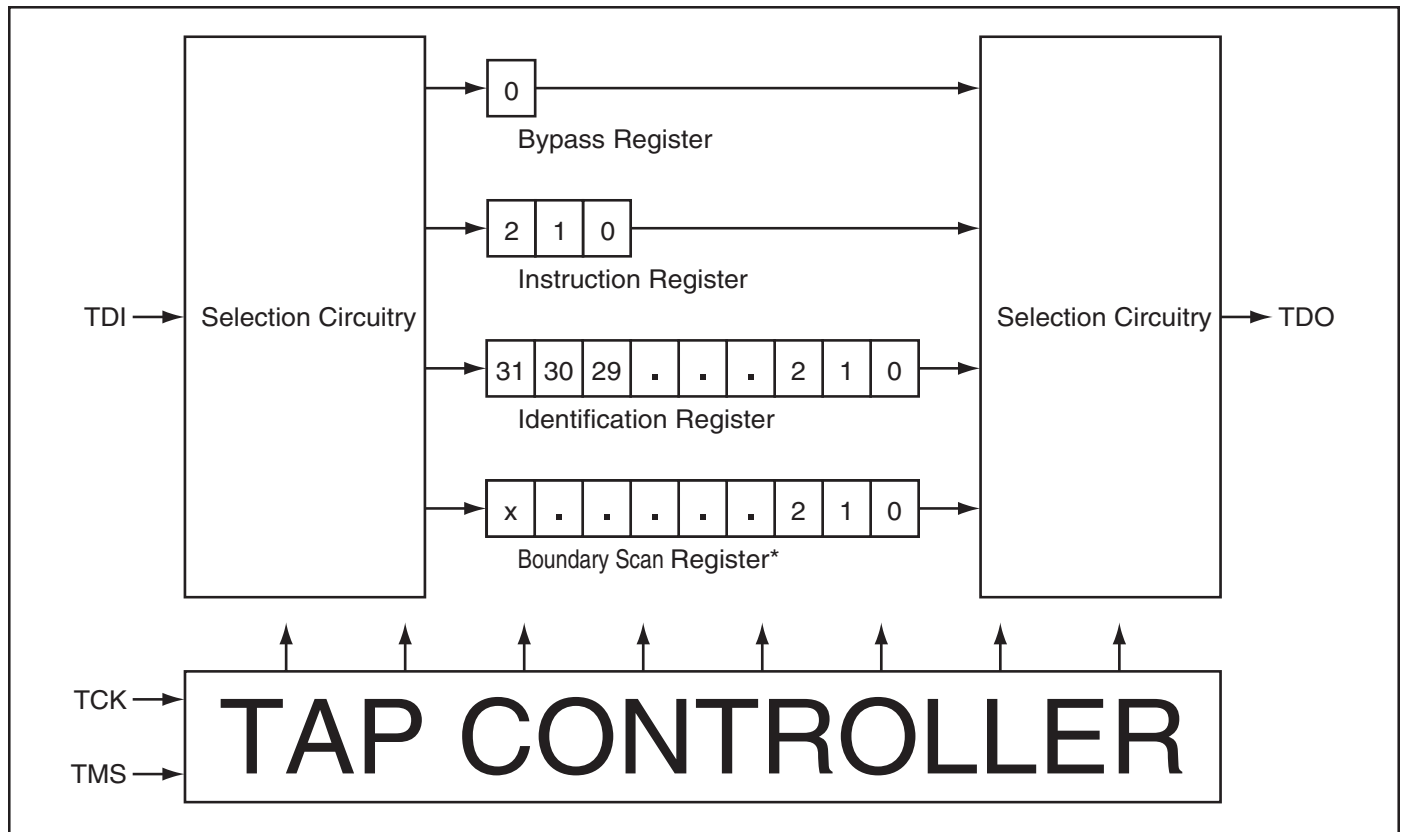 0
Bypass Register
2 1 0
Instruction Register
TDI
Selection Circuitry
Selection Circuitry
TDO
31 30 29 . . . 2 1 0
Identification Register
x . . . . . 2 1 0
Boundary Scan Register*
TCK
TMS
TAP CONTROLLER